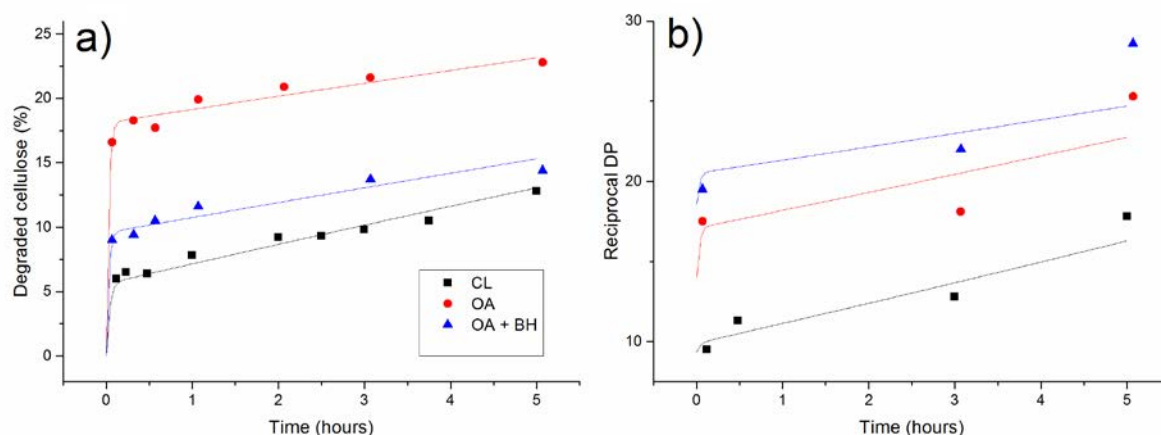 a)
Degraded cellulose (%)
25
20
15
10
5
0
CL
OA
OA + BH
0 1 2 3 4 5
Time (hours)
b)
Reciprocal DP
30
20
10
0 1 2 3 4 5
Time (hours)